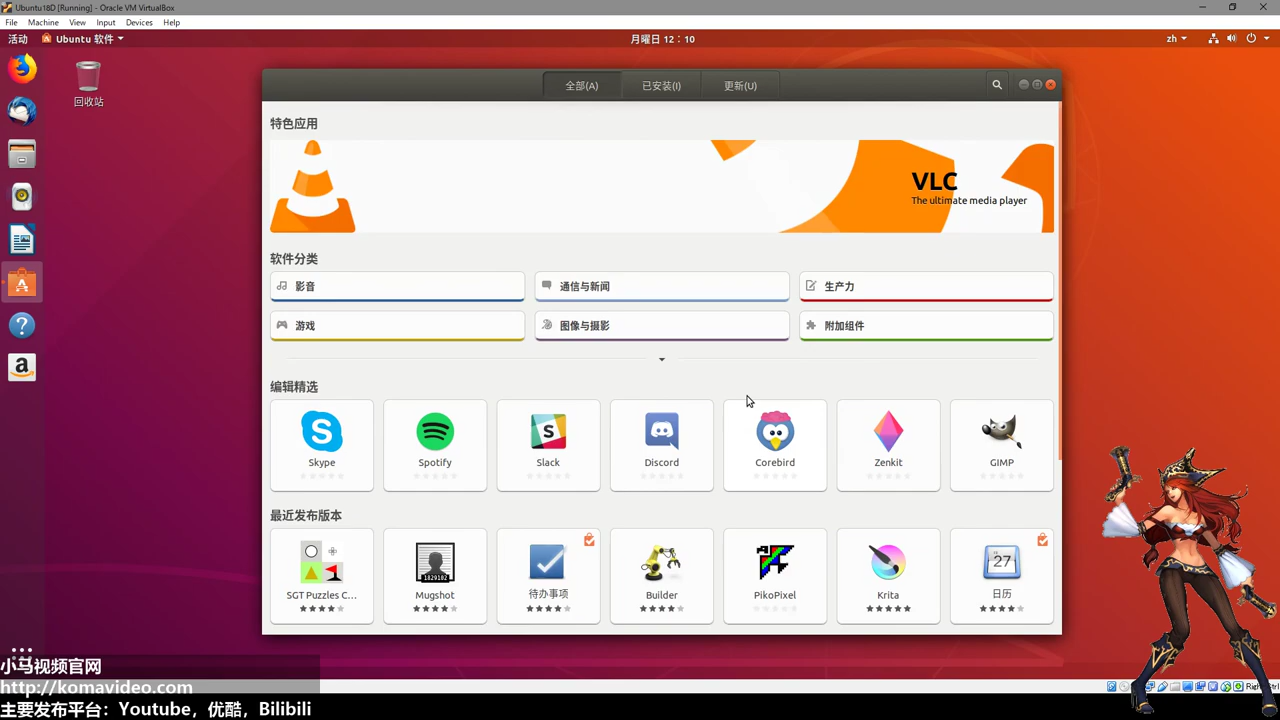 Ubuntu18D [Running] - Oracle VM VirtualBox
File Machine View Input Devices Help
活动 Ubuntu 软件 月曜日 12：10 zh
回收站
全部(A) 已安装(I) 更新(U)
特色应用
VLC
The ultimate media player
软件分类
影音 通信与新闻 生产力
游戏 图像与摄影 附加组件
编辑精选
Skype Spotify Slack Discord Corebird Zenkit GIMP
最近发布版本
1029102
27
SGT Puzzles C... Mugshot 待办事项 Builder PikoPixel Krita 日历
小马视频官网
http://komavideo.com
Right Ctrl
主要发布平台：Youtube，优酷，Bilibili